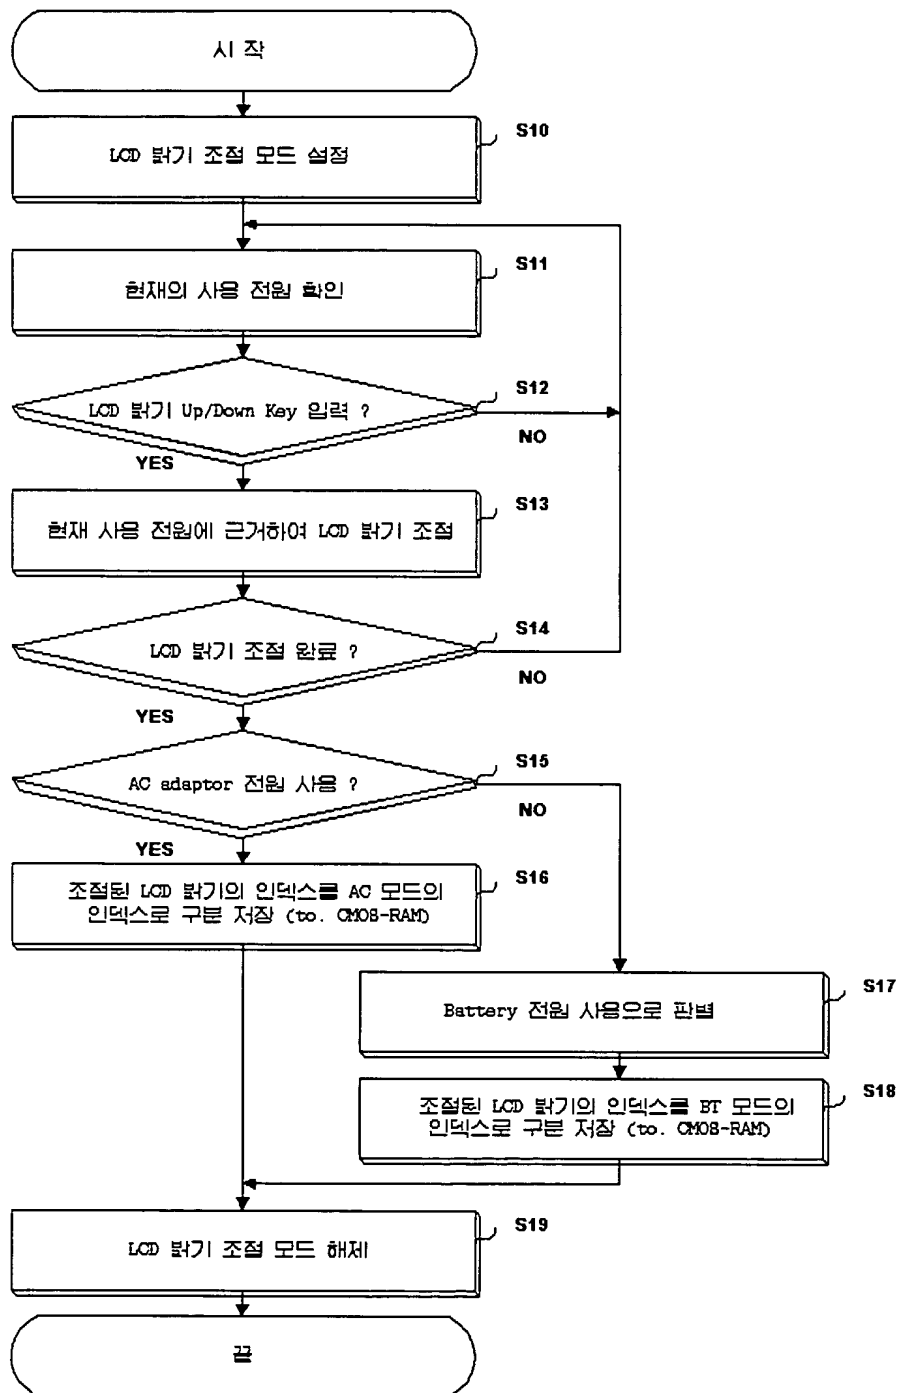 시 작
S10
LCD 밝기 조절 모드 설정
S11
현재의 사용 전원 확인
S12
LCD 밝기 Up/Down Key 입력 ?
NO
YES
S13
현재 사용 전원에 근거하여 LCD 밝기 조절
S14
LCD 밝기 조절 완료 ?
NO
YES
S15
AC adaptor 전원 사용 ?
NO
YES
S16
조절된 LCD 밝기의 인덱스를 AC 모드의
인덱스로 구분 저장 (to. CMOS-RAM)
S17
Battery 전원 사용으로 판별
S18
조절된 LCD 밝기의 인덱스를 BT 모드의
인덱스로 구분 저장 (to. CMOS-RAM)
S19
LCD 밝기 조절 모드 해제
끝